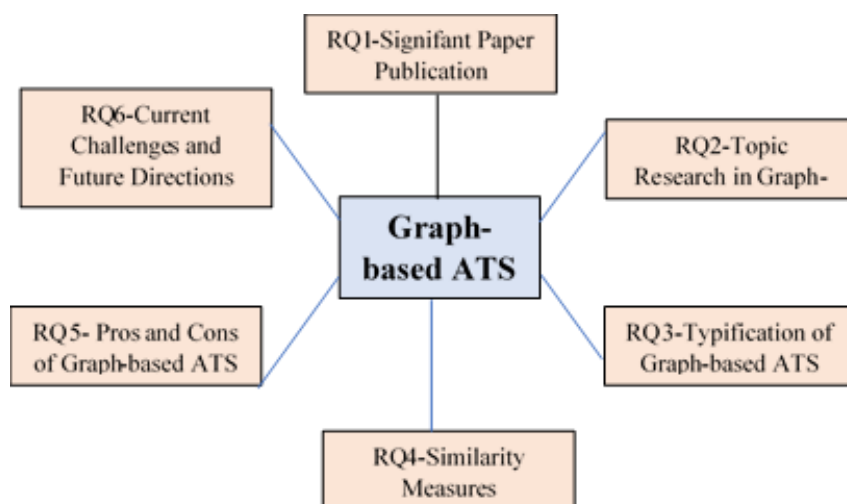 RQ1-Signifant Paper
Publication
RQ6-Current
Challenges and
Future Directions
RQ2-Topic
Research in Graph-
Graph-
based ATS
RQ5- Pros and Cons
of Graph-based ATS
RQ3-Typification of
Graph-based ATS
RQ4-Similarity
Measures